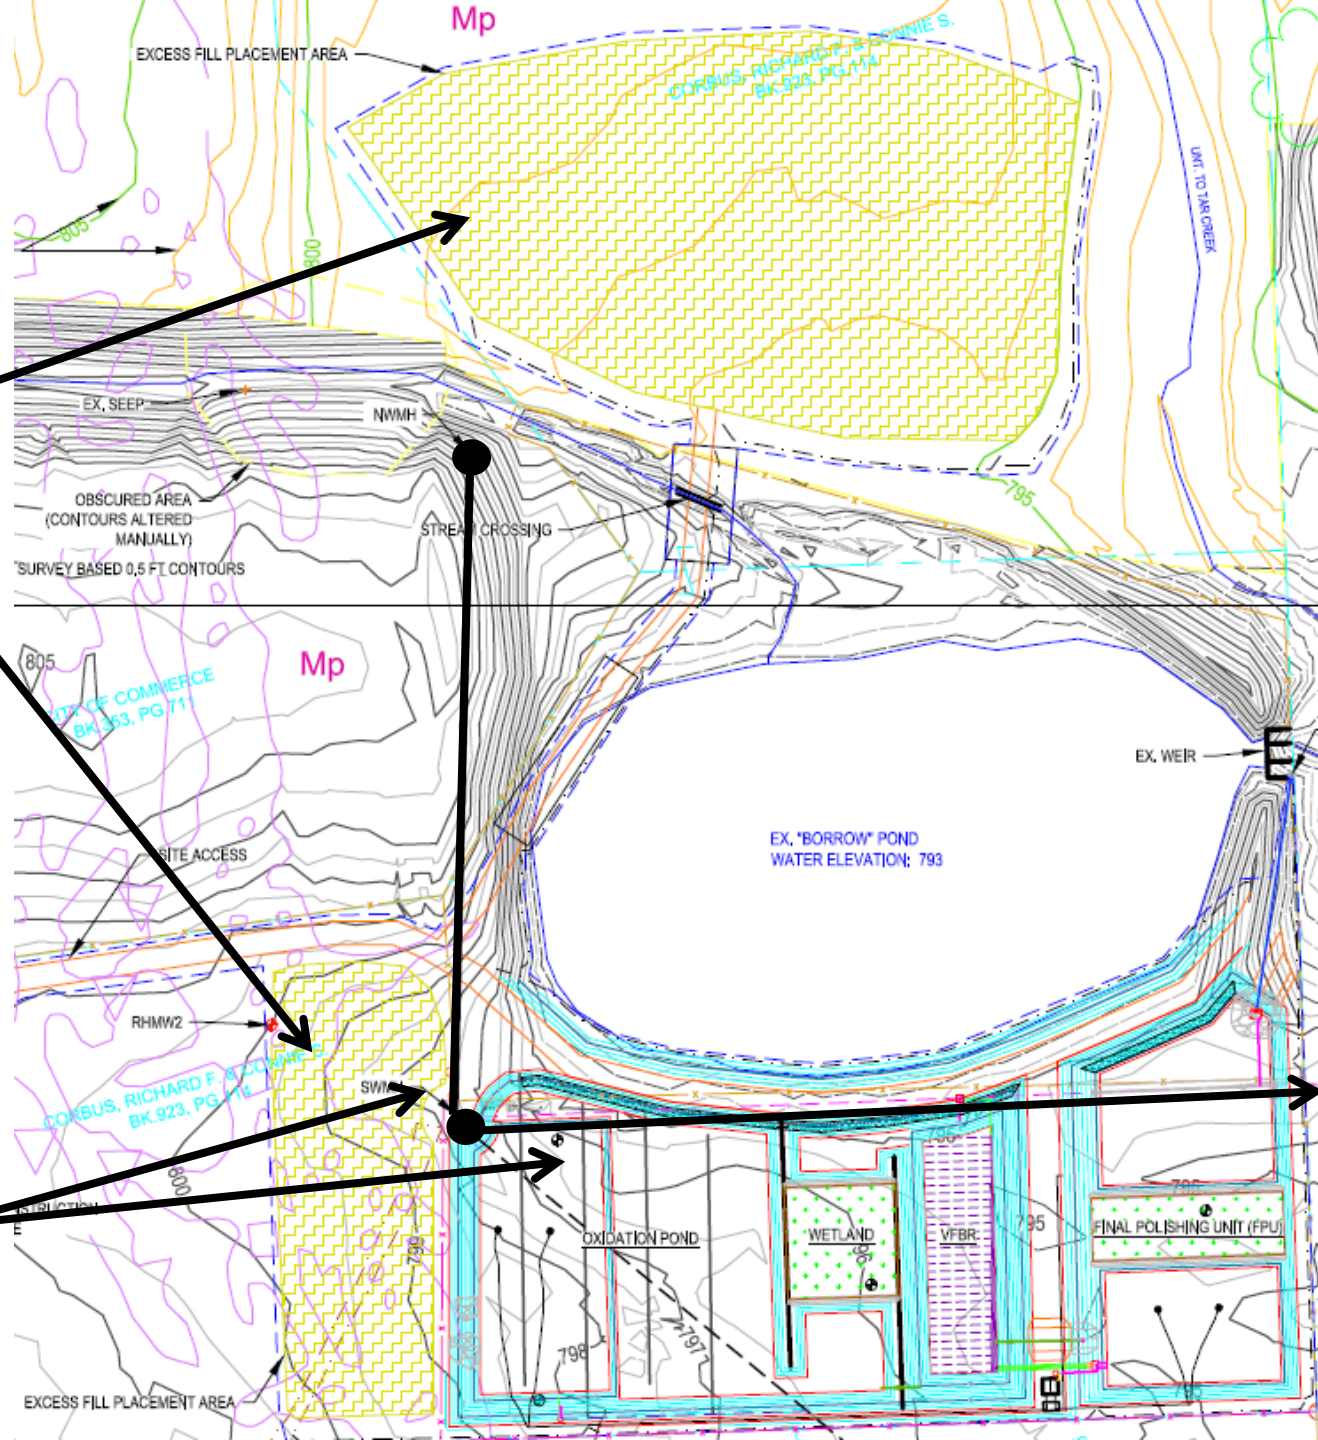 Mp
EXCESS FILL PLACEMENT AREA
CORBUS, RICHARD F. & CONNIE S.
BK.923, PG.114
UNT. TO TAR CREEK
805
800
EX. SEEP
NWMH
OBSCURED AREA
(CONTOURS ALTERED
MANUALLY)
STREAM CROSSING
795
SURVEY BASED 0.5 FT CONTOURS
805
Mp
CITY OF COMMERCE
BK.353, PG.711
EX. WEIR
EX. "BORROW" POND
WATER ELEVATION: 793
SITE ACCESS
RHMW2
CORBUS, RICHARD F. & CONNIE S.
BK.923, PG.114
800
797
OXIDATION POND
WETLAND
796
VFBR
795
795
FINAL POLISHING UNIT (FPU)
798
797
EXCESS FILL PLACEMENT AREA